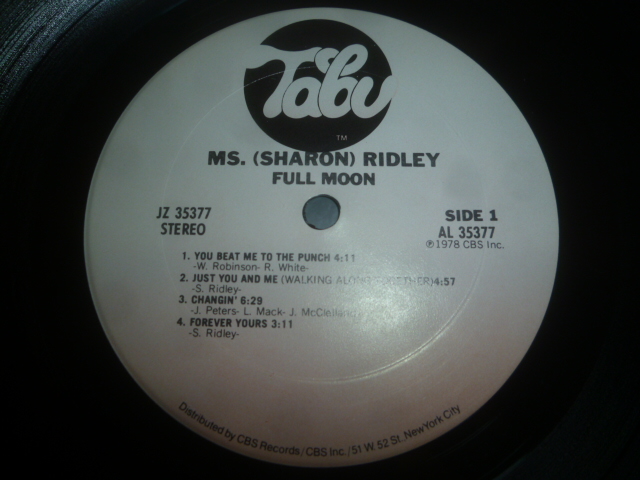 Tabu
TM
MS. (SHARON) RIDLEY
FULL MOON
JZ 35377
STEREO
SIDE 1
AL 35377
℗1978 CBS Inc.
1. YOU BEAT ME TO THE PUNCH 4:11
-W. Robinson- R. White-
2. JUST YOU AND ME (WALKING ALONG TOGETHER)4:57
-S. Ridley-
3. CHANGIN' 6:29
-J. Peters- L. Mack- J. McClelland-
4. FOREVER YOURS 3:11
-S. Ridley-
Distributed by CBS Records/CBS Inc./51 W. 52 St. New York City